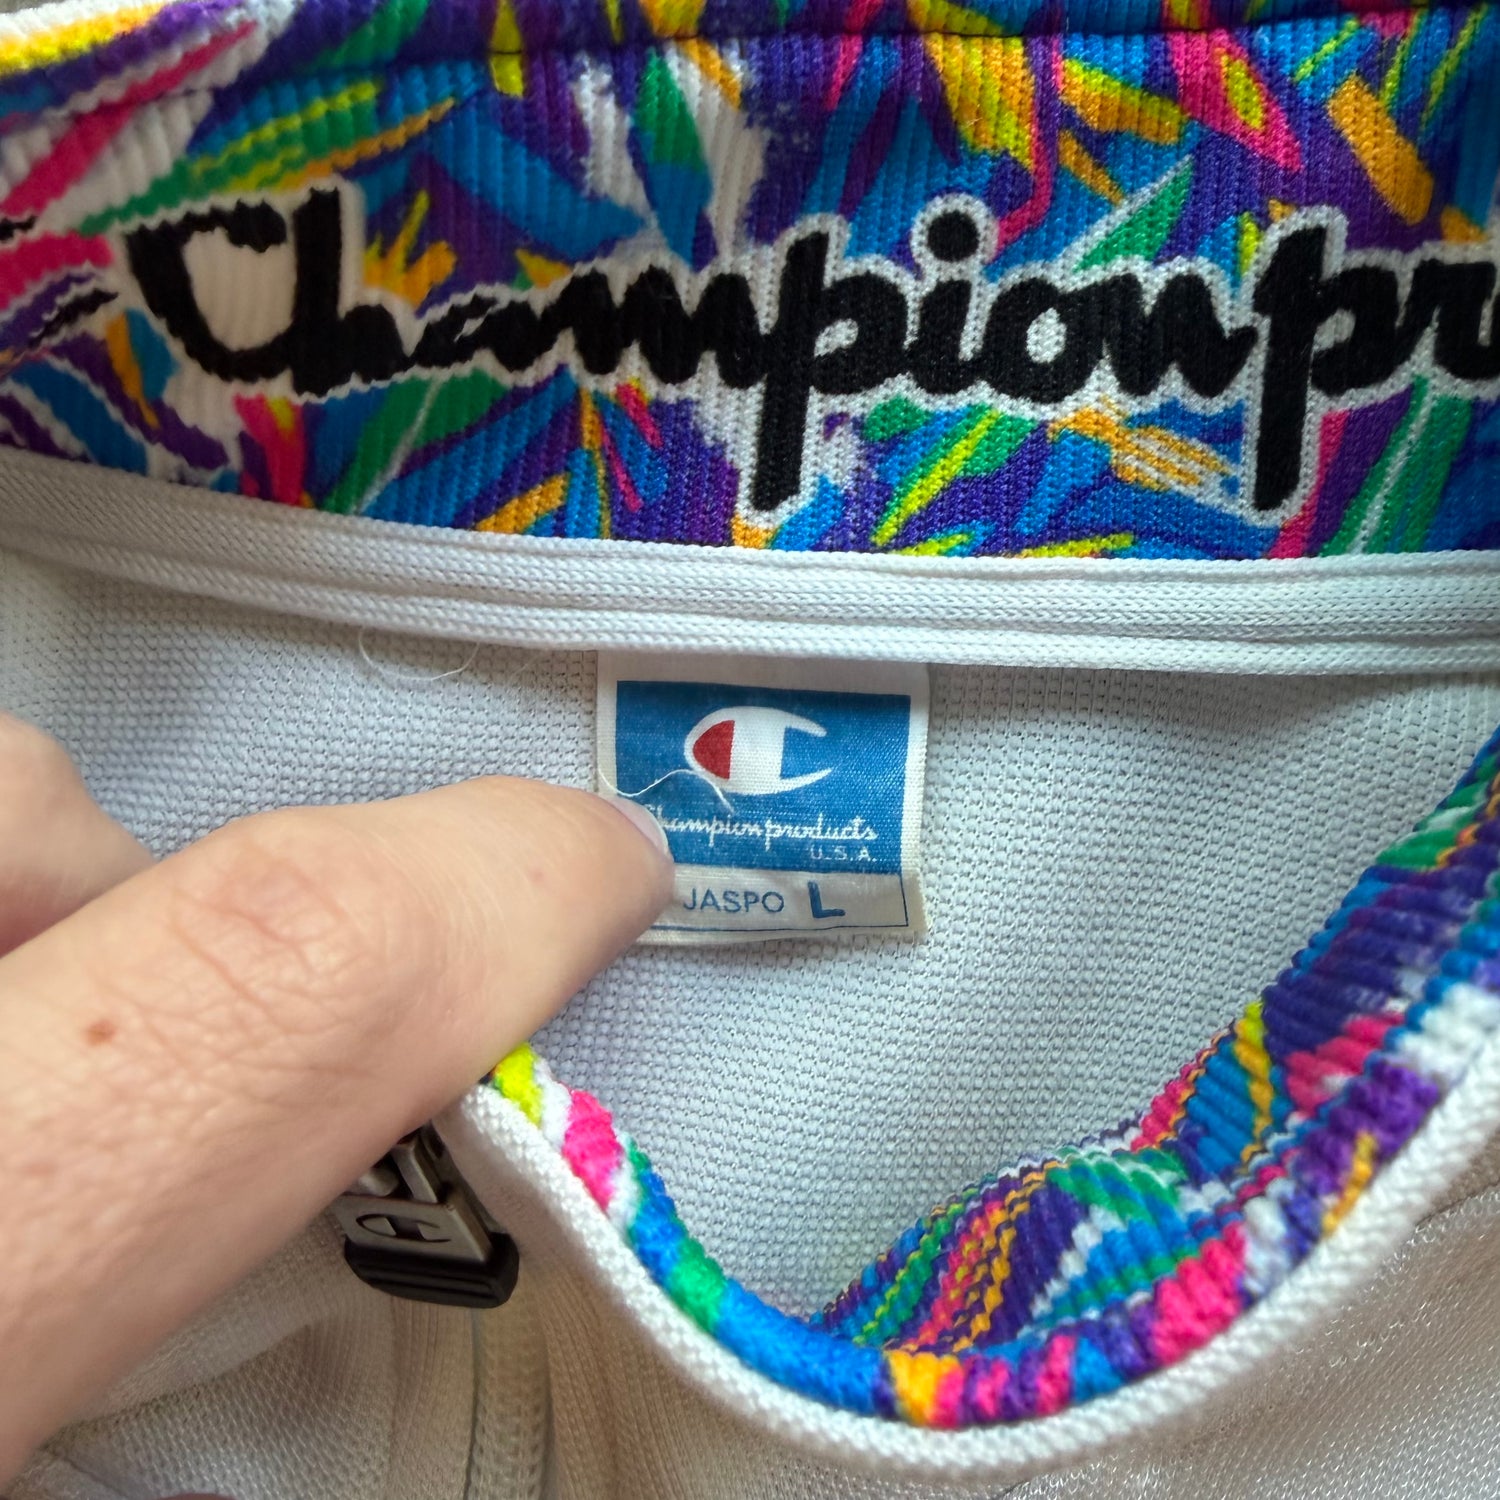 Champion pr
Champion products
U.S.A.
JASPO L